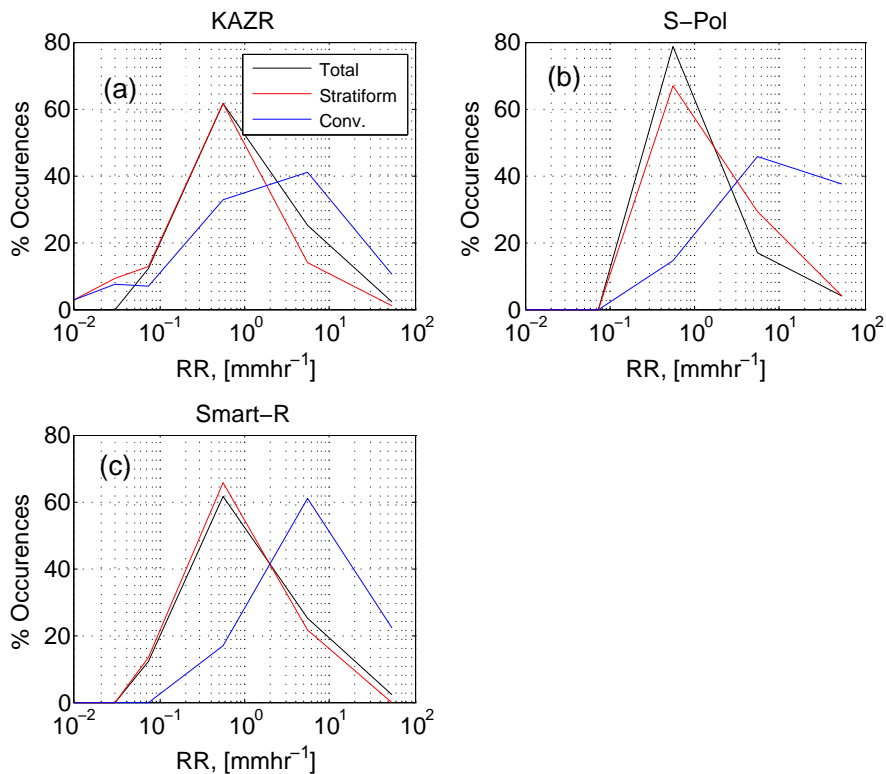 KAZR
80
60
40
20
0
% Occurences
(a)
Total
Stratiform
Conv.
10^−2
10^−1
10^0
10^1
10^2
RR, [mmhr^−1]
S−Pol
80
60
40
20
0
% Occurences
(b)
10^−2
10^−1
10^0
10^1
10^2
RR, [mmhr^−1]
Smart−R
80
60
40
20
0
% Occurences
(c)
10^−2
10^−1
10^0
10^1
10^2
RR, [mmhr^−1]